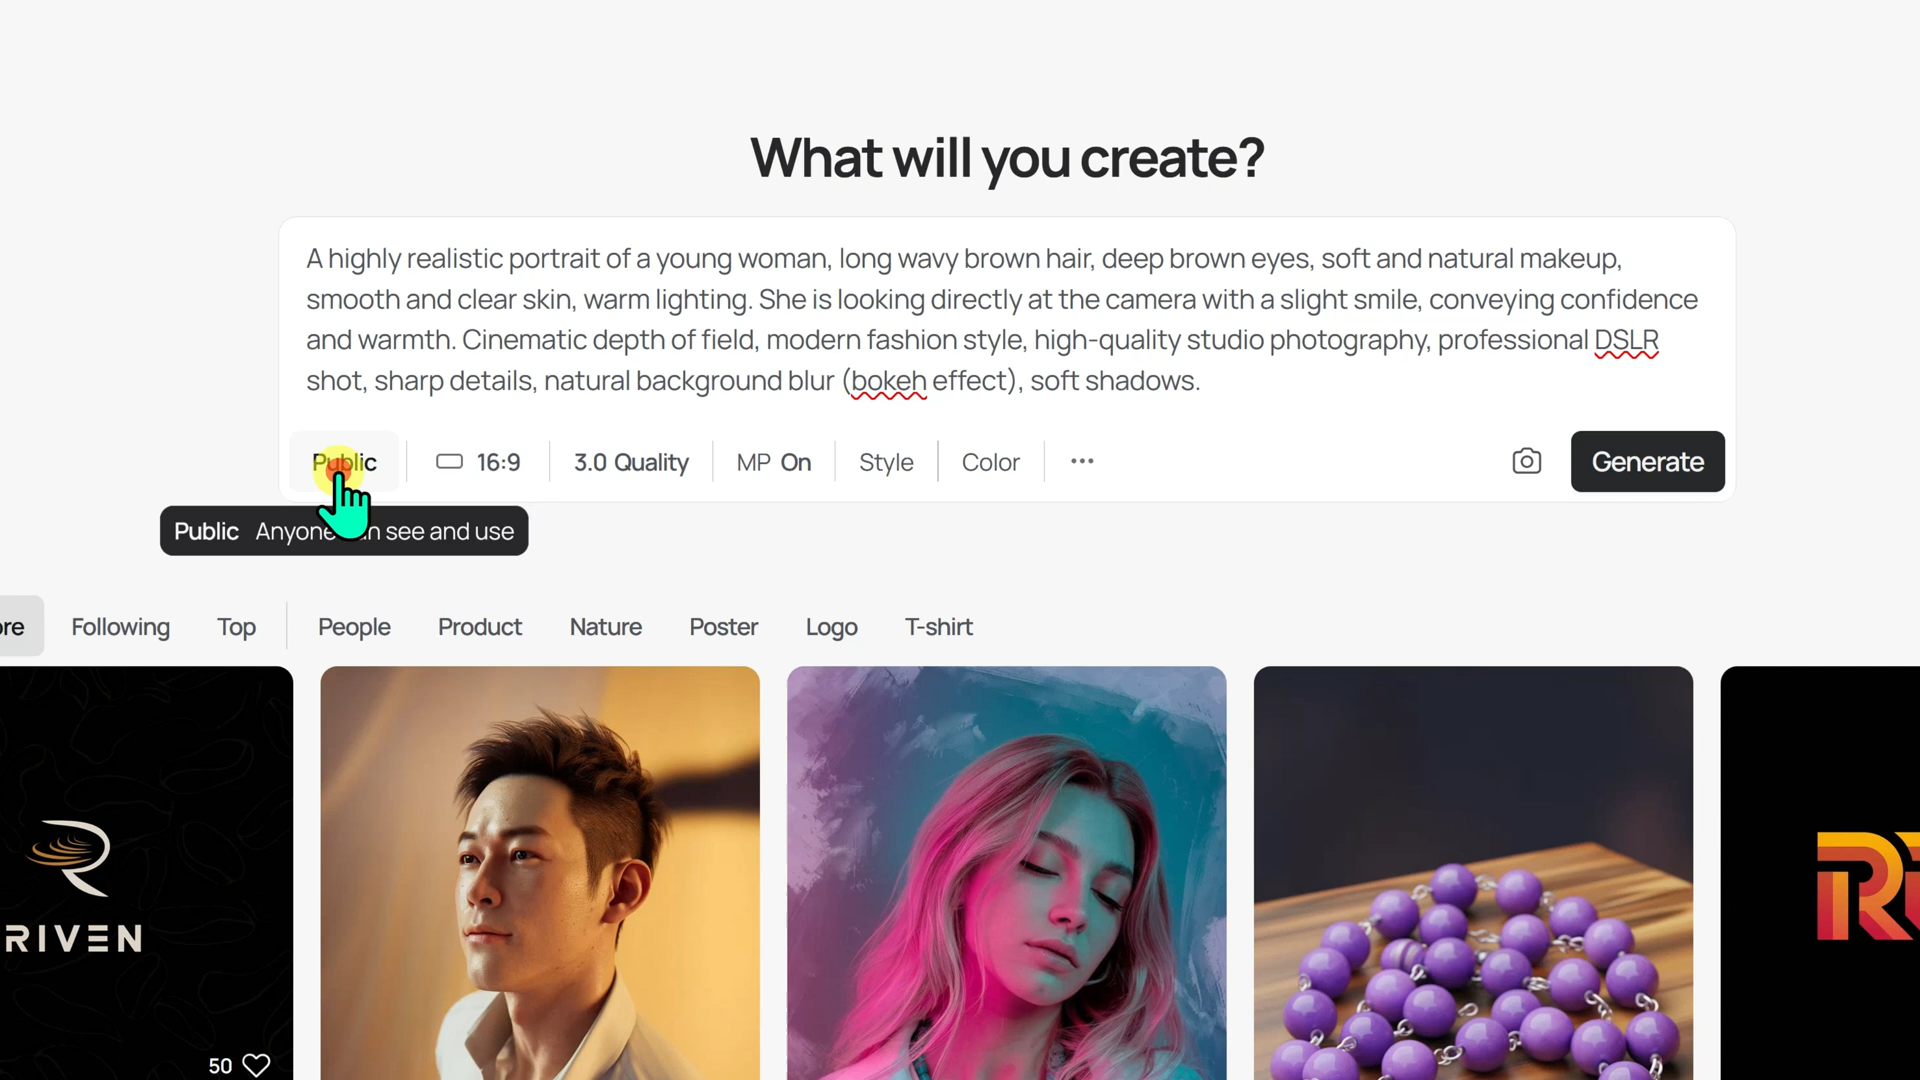 What will you create?
A highly realistic portrait of a young woman, long wavy brown hair, deep brown eyes, soft and natural makeup,
smooth and clear skin, warm lighting. She is looking directly at the camera with a slight smile, conveying confidence
and warmth. Cinematic depth of field, modern fashion style, high-quality studio photography, professional DSLR
shot, sharp details, natural background blur (bokeh effect), soft shadows.
Public 16:9 3.0 Quality MP On Style Color ••• Generate
Public Anyone can see and use
ore Following Top People Product Nature Poster Logo T-shirt
RIVEN
50